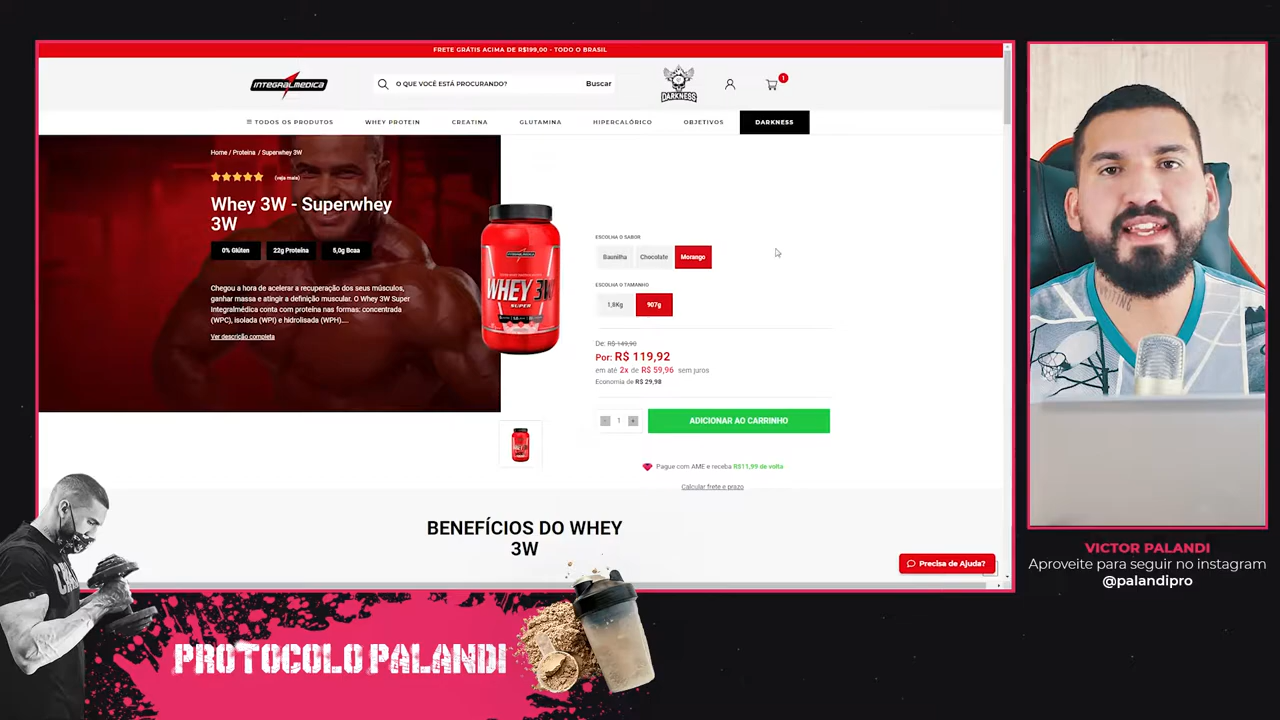 FRETE GRÁTIS ACIMA DE R$199,00 - TODO O BRASIL
INTEGRALMEDICA
O QUE VOCÊ ESTÁ PROCURANDO?
Buscar
DARKNESS
1
TODOS OS PRODUTOS
WHEY PROTEIN
CREATINA
GLUTAMINA
HIPERCALÓRICO
OBJETIVOS
DARKNESS
Home / Proteína / Superwhey 3W
(veja mais)
Whey 3W - Superwhey
3W
0% Glúten
22g Proteína
5,0g Bcaa
Chegou a hora de acelerar a recuperação dos seus músculos,
ganhar massa e atingir a definição muscular. O Whey 3W Super
Integralmédica conta com proteína nas formas: concentrada
(WPC), isolada (WPI) e hidrolisada (WPH)....
Ver descrição completa
INTEGRALMEDICA
WHEY 3W
SUPER
ESCOLHA O SABOR
Baunilha
Chocolate
Morango
ESCOLHA O TAMANHO
1,8Kg
907g
De: R$ 149,90
Por: R$ 119,92
em até 2x de R$ 59,96 sem juros
Economia de R$ 29,98
- 1 +
ADICIONAR AO CARRINHO
Pague com AME e receba R$11,99 de volta
Calcular frete e prazo
BENEFÍCIOS DO WHEY
3W
Precisa de Ajuda?
VICTOR PALANDI
Aproveite para seguir no instagram
@palandipro
PROTOCOLO PALANDI